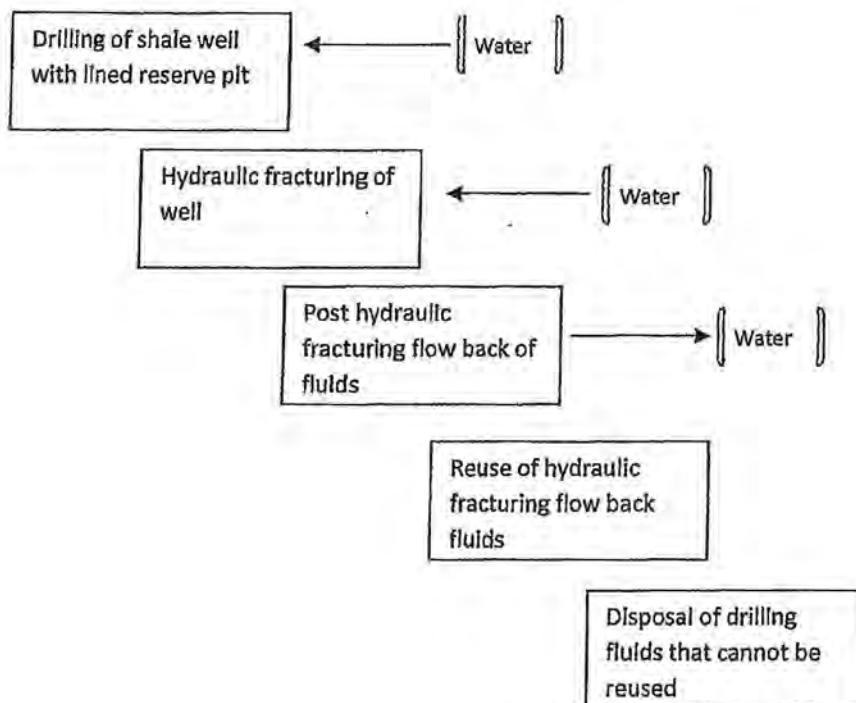 Drilling of shale well
with lined reserve pit
Water
Hydraulic fracturing of
well
Water
Post hydraulic
fracturing flow back of
fluids
Water
Reuse of hydraulic
fracturing flow back
fluids
Disposal of drilling
fluids that cannot be
reused